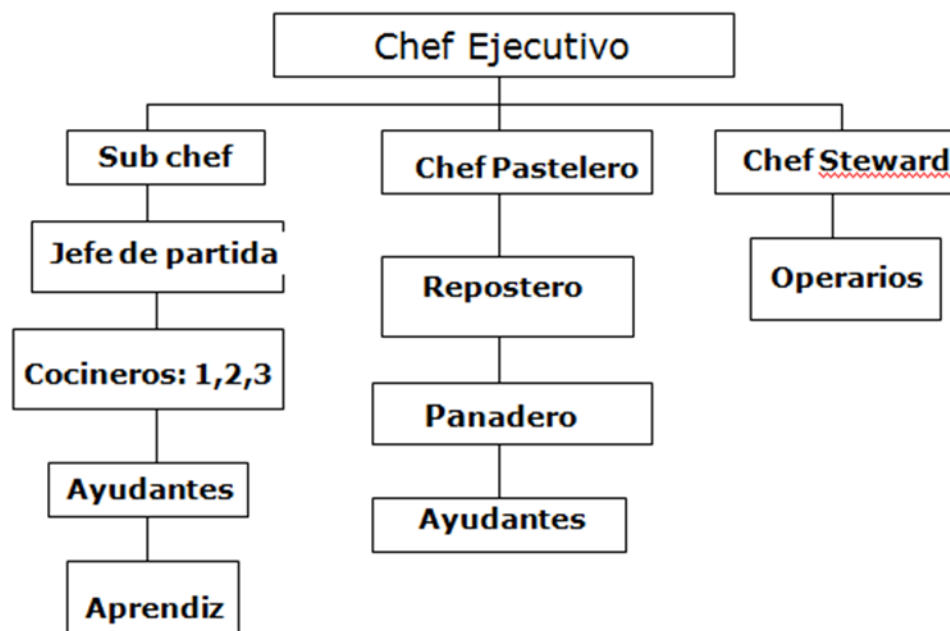 Chef Ejecutivo
Sub chef
Chef Pastelero
Chef Steward
Jefe de partida
Repostero
Operarios
Cocineros: 1,2,3
Panadero
Ayudantes
Ayudantes
Aprendiz